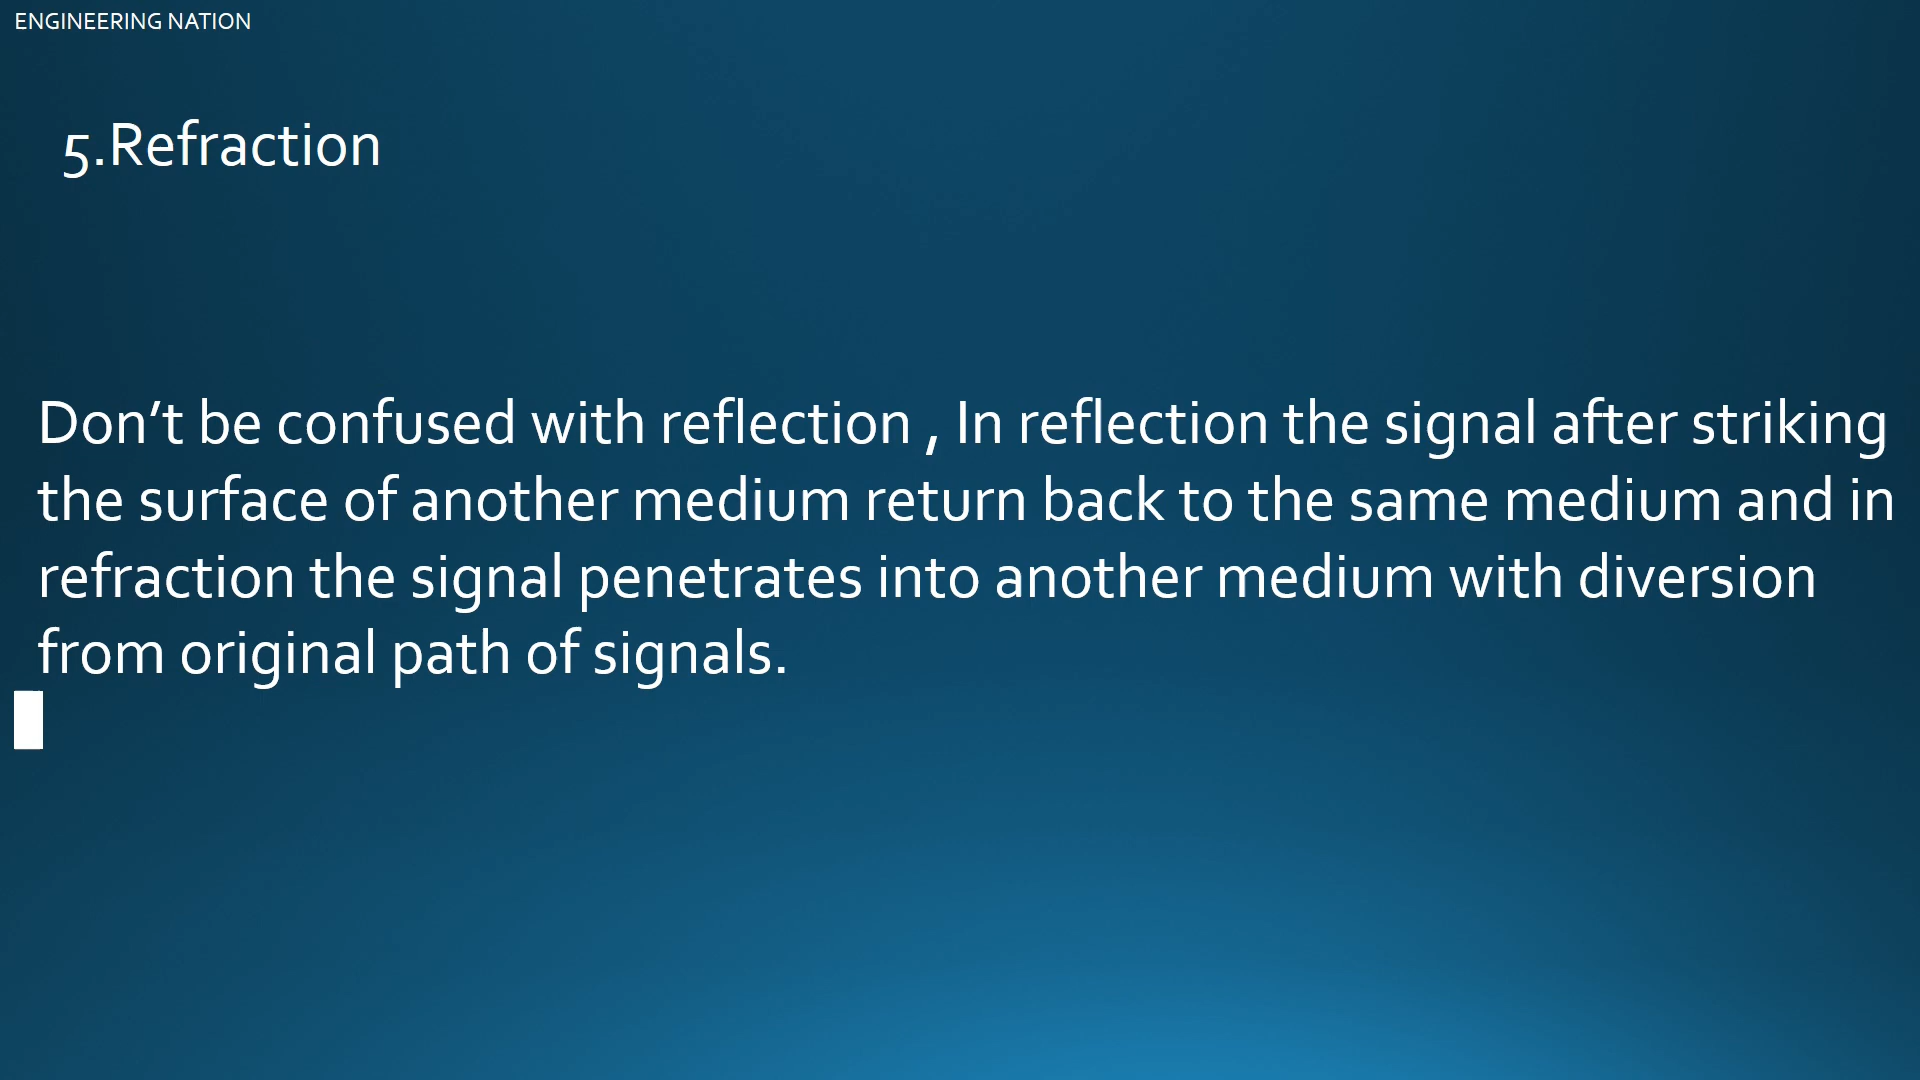 ENGINEERING NATION
5.Refraction
Don’t be confused with reflection , In reflection the signal after striking
the surface of another medium return back to the same medium and in
refraction the signal penetrates into another medium with diversion
from original path of signals.